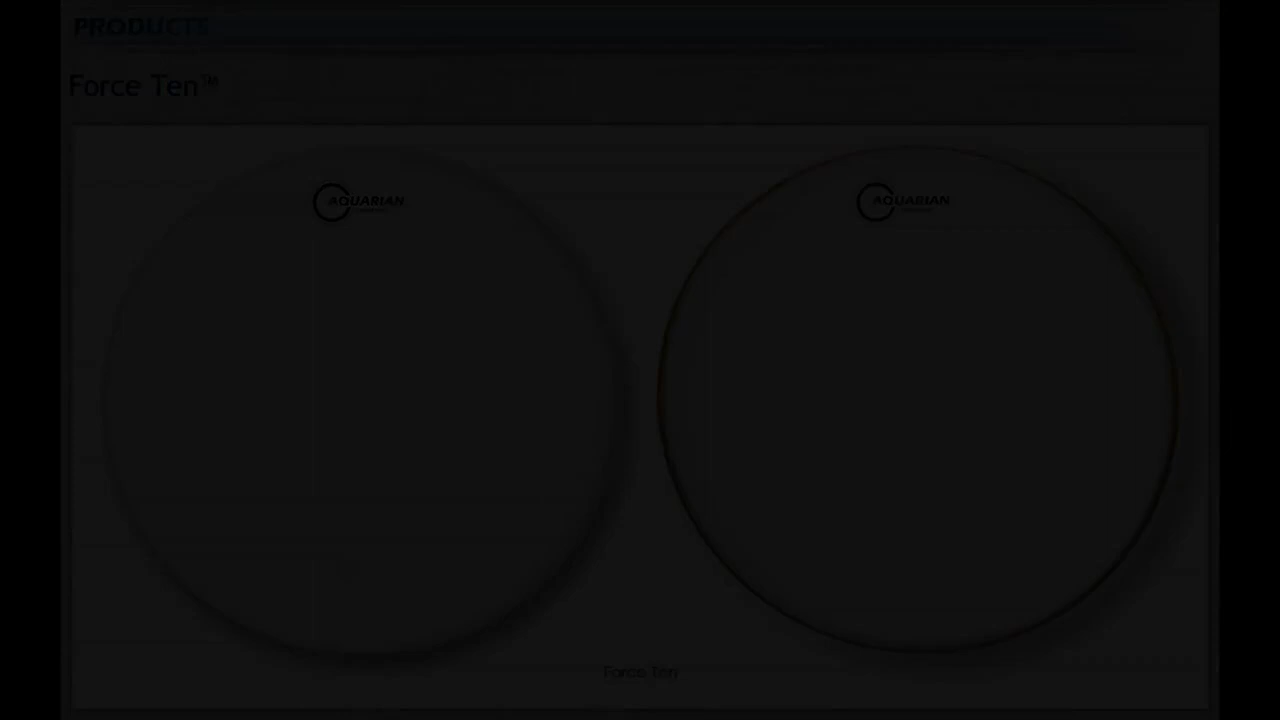 PRODUCTS
Force Ten™
AQUARIAN
AQUARIAN
Force Ten